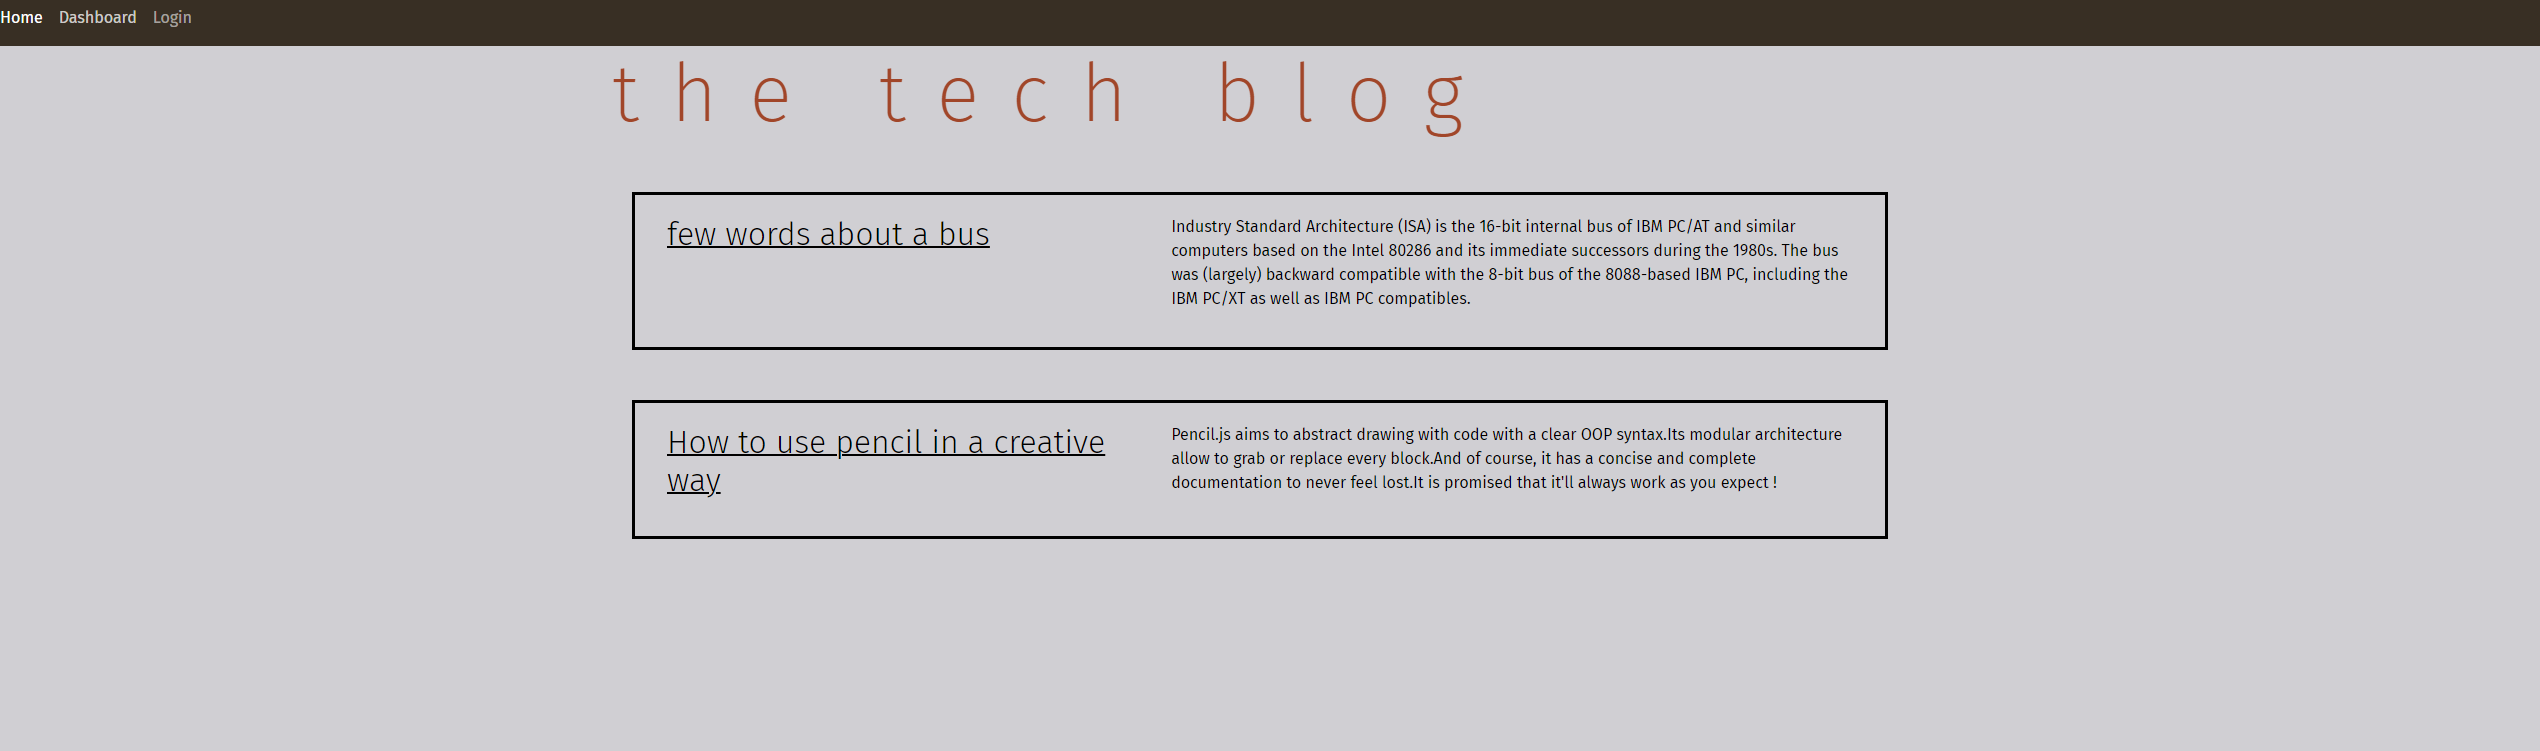 Home Dashboard Login
the tech blog
few words about a bus
Industry Standard Architecture (ISA) is the 16-bit internal bus of IBM PC/AT and similar
computers based on the Intel 80286 and its immediate successors during the 1980s. The bus
was (largely) backward compatible with the 8-bit bus of the 8088-based IBM PC, including the
IBM PC/XT as well as IBM PC compatibles.
How to use pencil in a creative
way
Pencil.js aims to abstract drawing with code with a clear OOP syntax.Its modular architecture
allow to grab or replace every block.And of course, it has a concise and complete
documentation to never feel lost.It is promised that it'll always work as you expect !